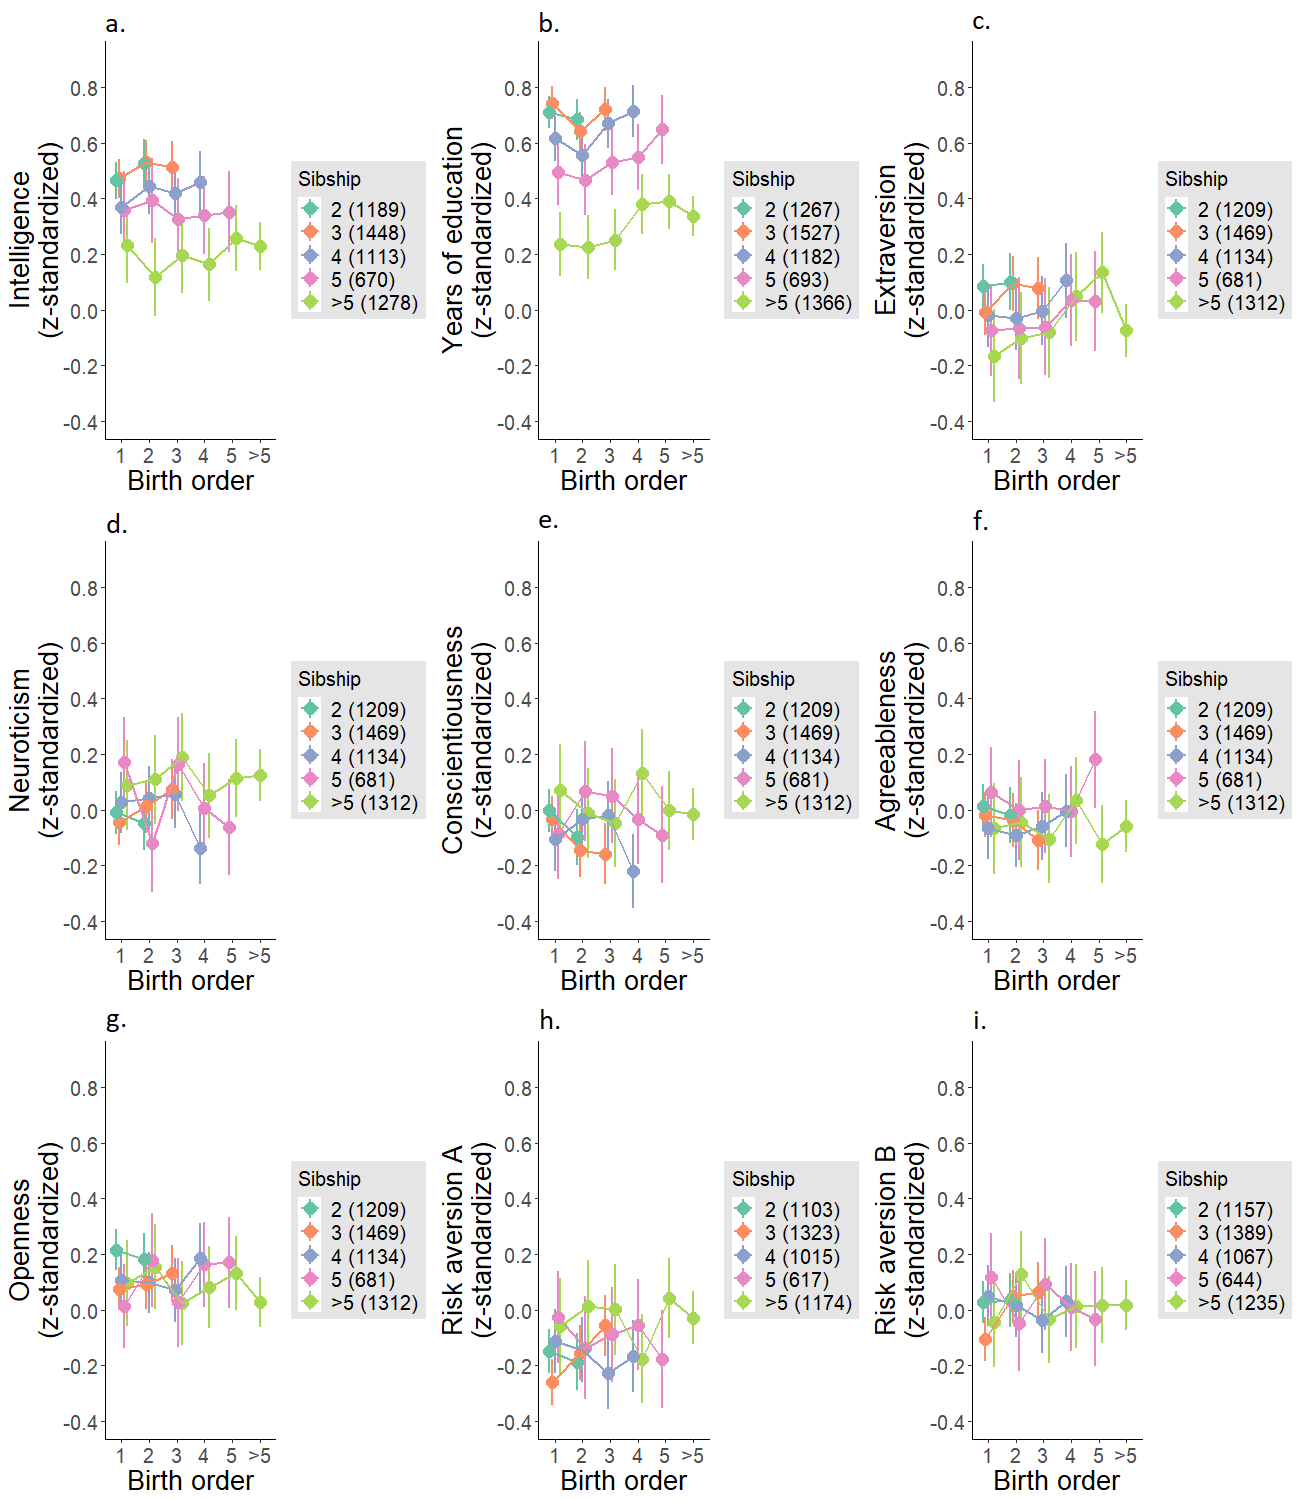 a.
Intelligence
(z-standardized)
0.8
0.6
0.4
0.2
0.0
-0.2
-0.4
1 2 3 4 5 >5
Birth order
Sibship
2 (1189)
3 (1448)
4 (1113)
5 (670)
>5 (1278)
b.
Years of education
(z-standardized)
0.8
0.6
0.4
0.2
0.0
-0.2
-0.4
1 2 3 4 5 >5
Birth order
Sibship
2 (1267)
3 (1527)
4 (1182)
5 (693)
>5 (1366)
c.
Extraversion
(z-standardized)
0.8
0.6
0.4
0.2
0.0
-0.2
-0.4
1 2 3 4 5 >5
Birth order
Sibship
2 (1209)
3 (1469)
4 (1134)
5 (681)
>5 (1312)
d.
Neuroticism
(z-standardized)
0.8
0.6
0.4
0.2
0.0
-0.2
-0.4
1 2 3 4 5 >5
Birth order
Sibship
2 (1209)
3 (1469)
4 (1134)
5 (681)
>5 (1312)
e.
Conscientiousness
(z-standardized)
0.8
0.6
0.4
0.2
0.0
-0.2
-0.4
1 2 3 4 5 >5
Birth order
Sibship
2 (1209)
3 (1469)
4 (1134)
5 (681)
>5 (1312)
f.
Agreeableness
(z-standardized)
0.8
0.6
0.4
0.2
0.0
-0.2
-0.4
1 2 3 4 5 >5
Birth order
Sibship
2 (1209)
3 (1469)
4 (1134)
5 (681)
>5 (1312)
g.
Openness
(z-standardized)
0.8
0.6
0.4
0.2
0.0
-0.2
-0.4
1 2 3 4 5 >5
Birth order
Sibship
2 (1209)
3 (1469)
4 (1134)
5 (681)
>5 (1312)
h.
Risk aversion A
(z-standardized)
0.8
0.6
0.4
0.2
0.0
-0.2
-0.4
1 2 3 4 5 >5
Birth order
Sibship
2 (1103)
3 (1323)
4 (1015)
5 (617)
>5 (1174)
i.
Risk aversion B
(z-standardized)
0.8
0.6
0.4
0.2
0.0
-0.2
-0.4
1 2 3 4 5 >5
Birth order
Sibship
2 (1157)
3 (1389)
4 (1067)
5 (644)
>5 (1235)